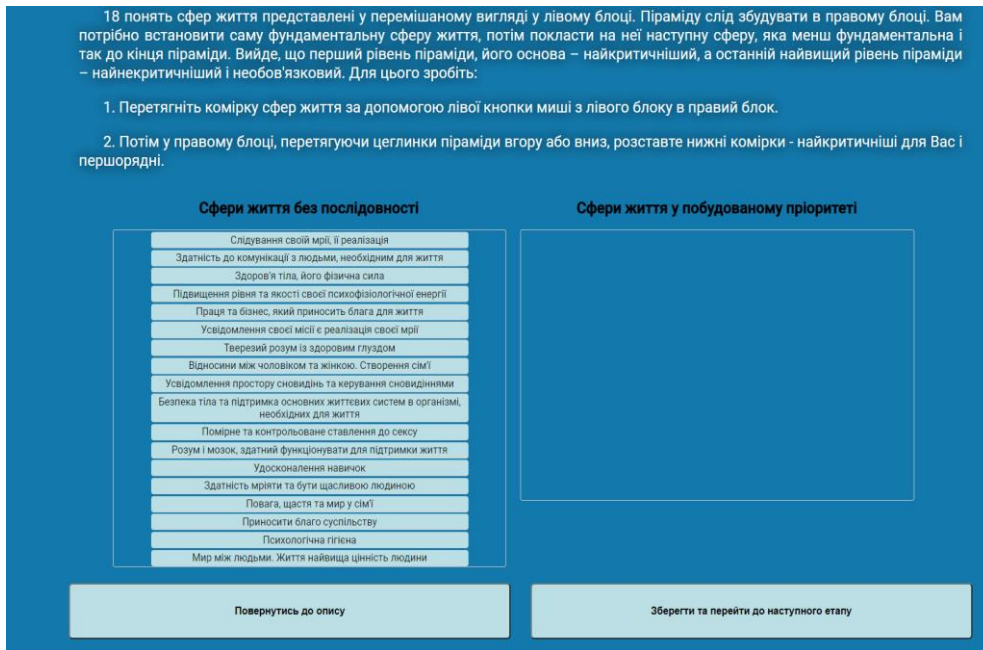 18 понять сфер життя представлені у перемішаному вигляді у лівому блоці. Піраміду слід збудувати в правому блоці. Вам
потрібно встановити саму фундаментальну сферу життя, потім покласти на неї наступну сферу, яка менш фундаментальна і
так до кінця піраміди. Вийде, що перший рівень піраміди, його основа – найкритичніший, а останній найвищий рівень піраміди
– найнекритичніший і необов'язковий. Для цього зробіть:
1. Перетягніть комірку сфер життя за допомогою лівої кнопки миші з лівого блоку в правий блок.
2. Потім у правому блоці, перетягуючи цеглинки піраміди вгору або вниз, розставте нижні комірки - найкритичніші для Вас і
першорядні.
Сфери життя без послідовності
Слідування своїй мрії, її реалізація
Здатність до комунікації з людьми, необхідним для життя
Здоров'я тіла, його фізична сила
Підвищення рівня та якості своєї психофізіологічної енергії
Праця та бізнес, який приносить блага для життя
Усвідомлення своєї місії є реалізація своєї мрії
Тверезий розум із здоровим глуздом
Відносини між чоловіком та жінкою. Створення сім'ї
Усвідомлення простору сновидінь та керування сновидіннями
Безпека тіла та підтримка основних життєвих систем в організмі,
необхідних для життя
Помірне та контрольоване ставлення до сексу
Розум і мозок, здатний функціонувати для підтримки життя
Удосконалення навичок
Здатність мріяти та бути щасливою людиною
Повага, щастя та мир у сім'ї
Приносити благо суспільству
Психологічна гігієна
Мир між людьми. Життя найвища цінність людини
Сфери життя у побудованому пріоритеті
Повернутись до опису
Зберегти та перейти до наступного етапу